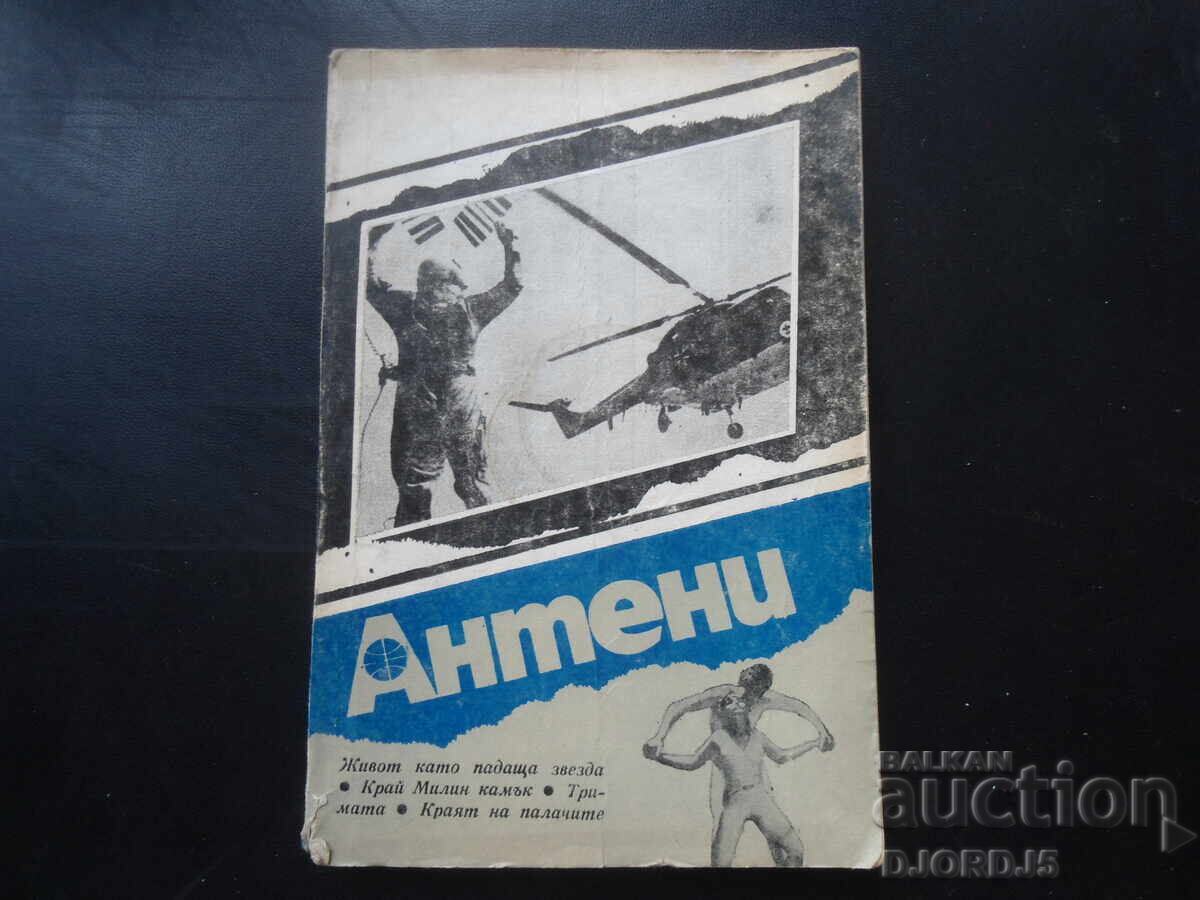 Антени
Живот като падаща звезда
• Край Милин камък • Три-
мата • Краят на палачите
BALKAN
auction
DJORDJ5